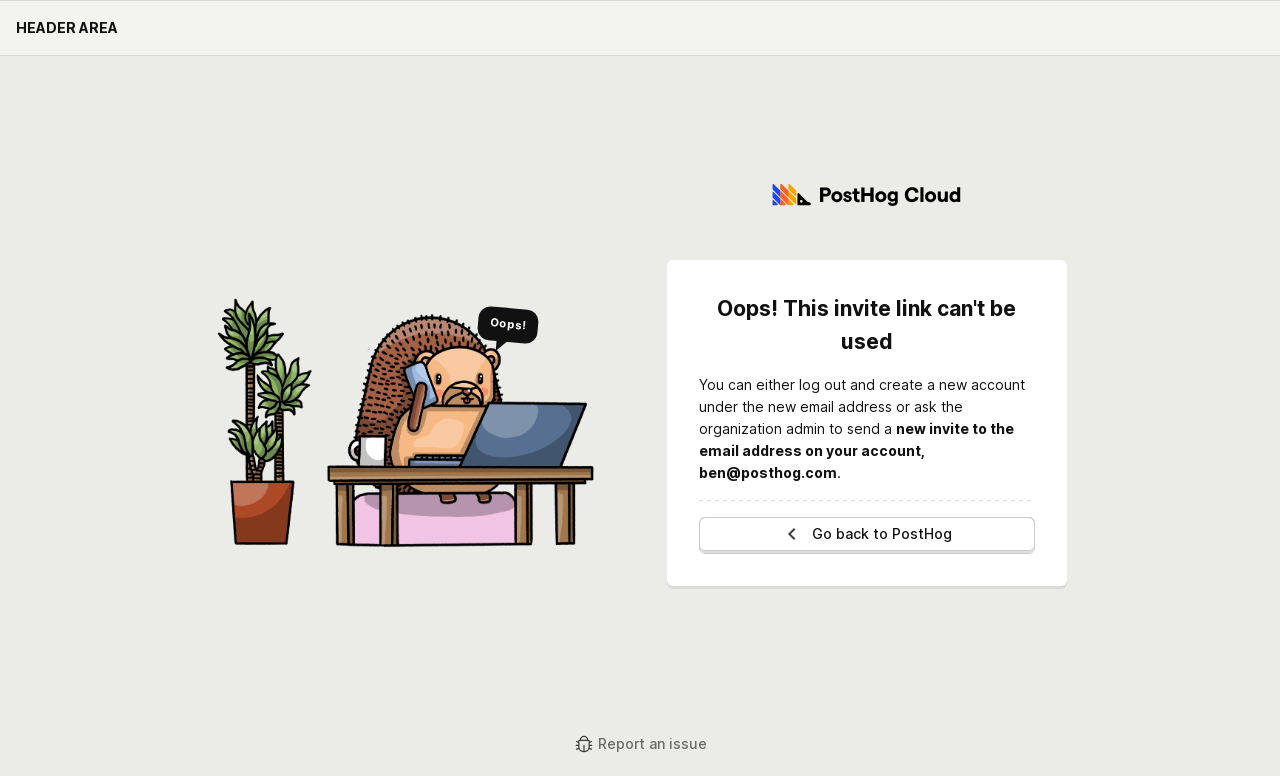 HEADER AREA
PostHog Cloud
Oops!
Oops! This invite link can't be
used
You can either log out and create a new account
under the new email address or ask the
organization admin to send a new invite to the
email address on your account,
ben@posthog.com.
Go back to PostHog
Report an issue